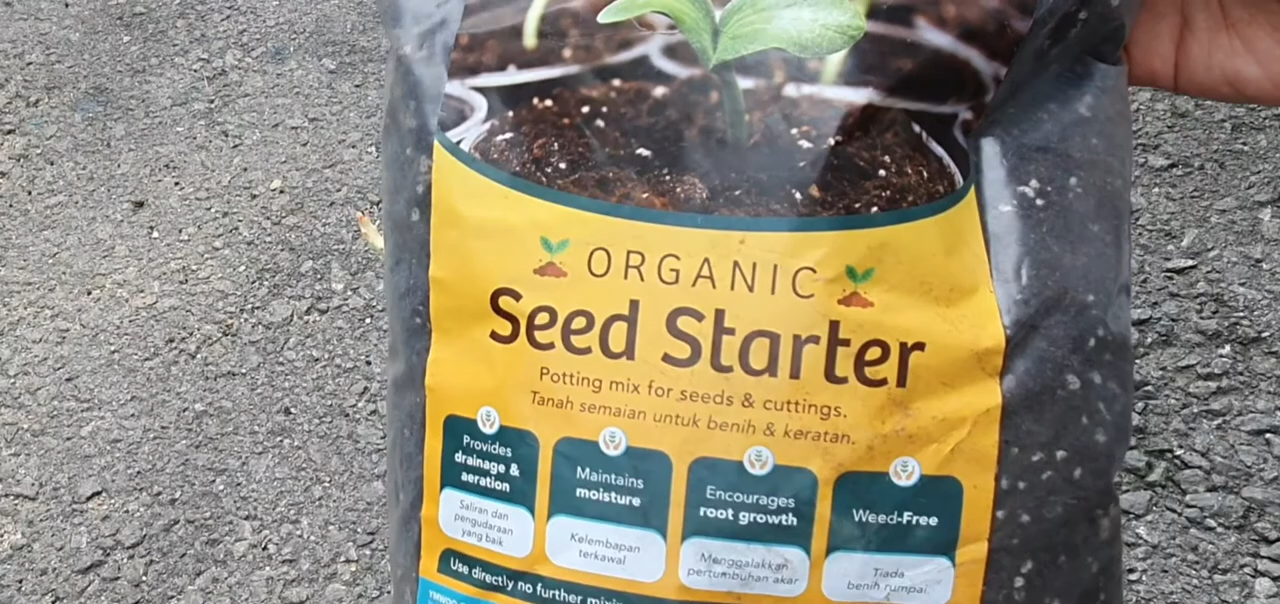 ORGANIC
Seed Starter
Potting mix for seeds & cuttings.
Tanah semaian untuk benih & keratan.
Provides
drainage &
aeration
Saliran dan
pengudaraan
yang baik
Maintains
moisture
Kelembapan
terkawal
Encourages
root growth
Menggalakkan
pertumbuhan akar
Weed-Free
Tiada
benih rumpai
Use directly no further